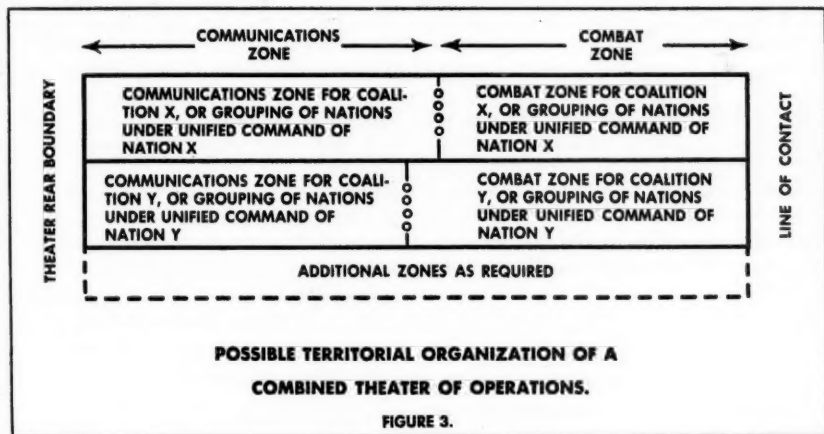 COMMUNICATIONS
ZONE
COMBAT
ZONE
THEATER REAR BOUNDARY
COMMUNICATIONS ZONE FOR COALI-
TION X, OR GROUPING OF NATIONS
UNDER UNIFIED COMMAND OF
NATION X
COMBAT ZONE FOR COALITION
X, OR GROUPING OF NATIONS
UNDER UNIFIED COMMAND OF
NATION X
COMMUNICATIONS ZONE FOR COALI-
TION Y, OR GROUPING OF NATIONS
UNDER UNIFIED COMMAND OF
NATION Y
COMBAT ZONE FOR COALITION
Y, OR GROUPING OF NATIONS
UNDER UNIFIED COMMAND OF
NATION Y
LINE OF CONTACT
ADDITIONAL ZONES AS REQUIRED
POSSIBLE TERRITORIAL ORGANIZATION OF A
COMBINED THEATER OF OPERATIONS.
FIGURE 3.